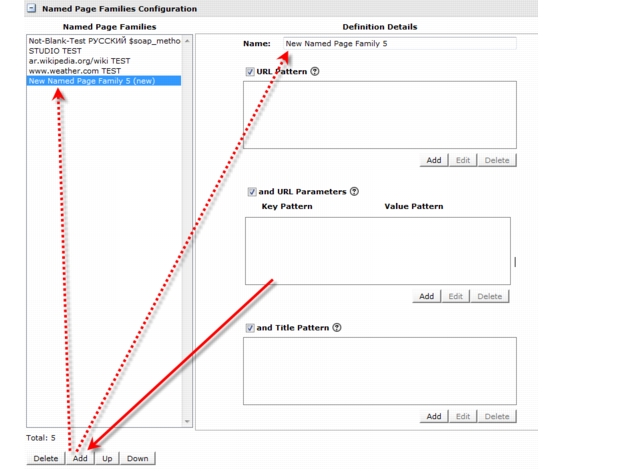 Named Page Families Configuration
Named Page Families
Definition Details
Not-Blank-Test РУССКИЙ $soap_metho
STUDIO TEST
ar.wikipedia.org/wiki TEST
www.weather.com TEST
New Named Page Family 5 (new)
Total: 5
Delete Add Up Down
Name: New Named Page Family 5
URL Pattern ?
Add Edit Delete
and URL Parameters ?
Key Pattern Value Pattern
Add Edit Delete
and Title Pattern ?
Add Edit Delete